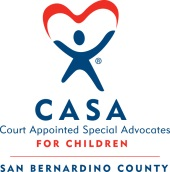 ®
CASA
Court Appointed Special Advocates
FOR CHILDREN
SAN BERNARDINO COUNTY